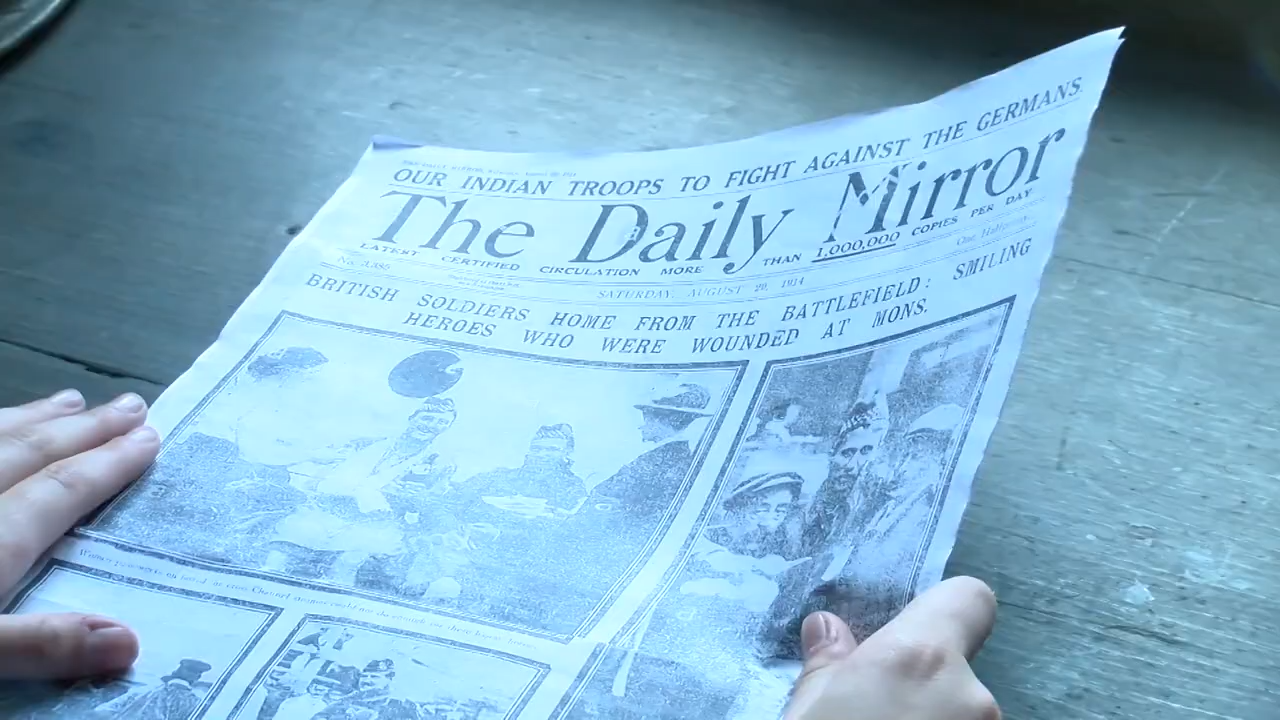 OUR INDIAN TROOPS TO FIGHT AGAINST THE GERMANS.
The Daily Mirror
LATEST CERTIFIED CIRCULATION MORE THAN 1,000,000 COPIES PER DAY
No.
SATURDAY, AUGUST 29, 1914
BRITISH SOLDIERS HOME FROM THE BATTLEFIELD: SMILING
HEROES WHO WERE WOUNDED AT MONS.